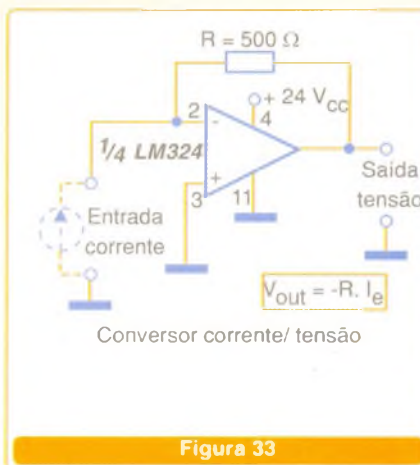 R = 500 Ω
2
-
+ 24 Vcc
4
1/4 LM324
+
3
11
Entrada
corrente
Saída
tensão
Vout = -R. Ie
Conversor corrente/ tensão
Figura 33